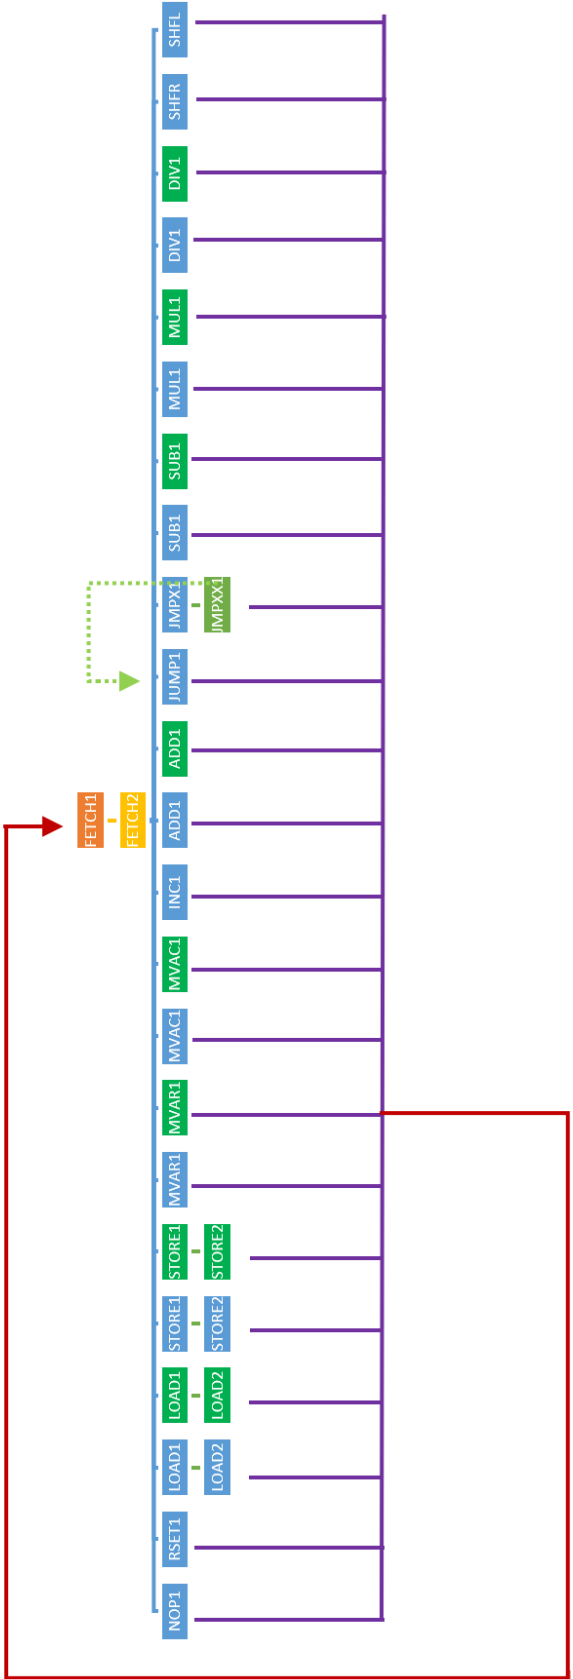 FETCH1
FETCH2
NOP1
RSET1
LOAD1
LOAD1
STORE1
STORE1
MVAR1
MVAR1
MVAC1
MVAC1
INC1
ADD1
ADD1
JUMP1
JMPX1
SUB1
SUB1
MUL1
MUL1
DIV1
DIV1
SHFR
SHFL
LOAD2
LOAD2
STORE2
STORE2
JMPXX1